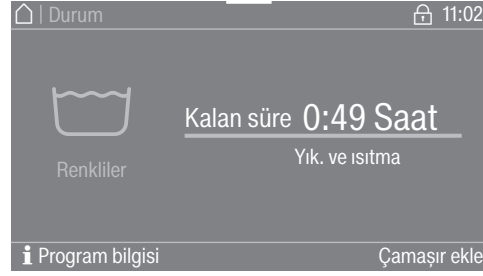 | Durum 11:02
Kalan süre 0:49 Saat
Yık. ve ısıtma
Renkliler
i Program bilgisi Çamaşır ekle